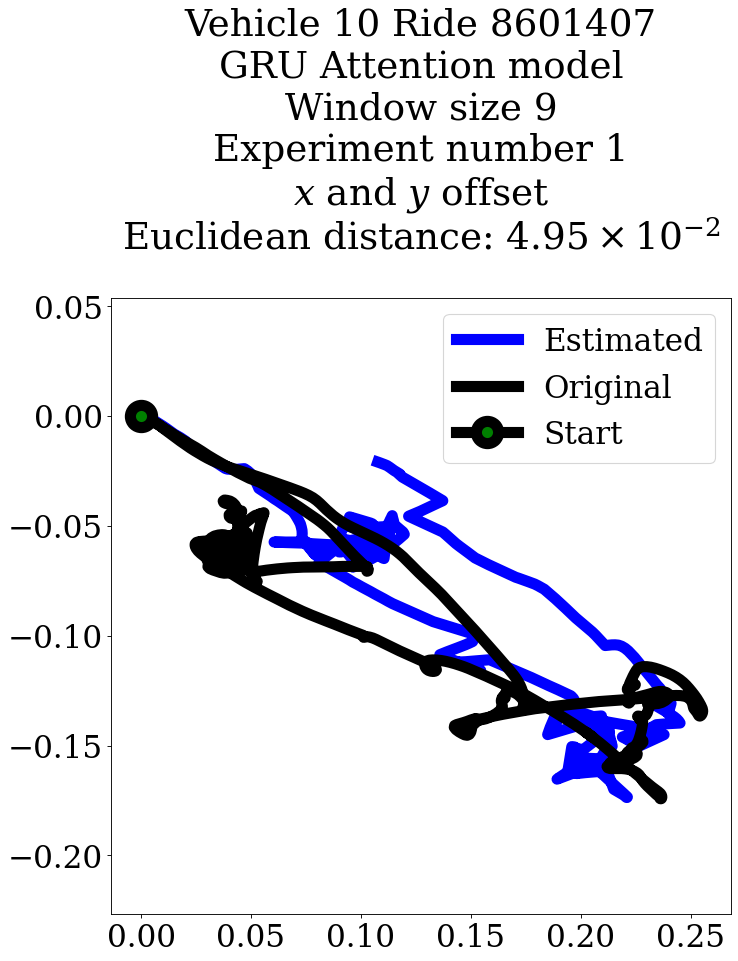 Vehicle 10 Ride 8601407
GRU Attention model
Window size 9
Experiment number 1
x and y offset
Euclidean distance: 4.95 × 10⁻²
Estimated
Original
Start
0.05
0.00
−0.05
−0.10
−0.15
−0.20
0.00 0.05 0.10 0.15 0.20 0.25